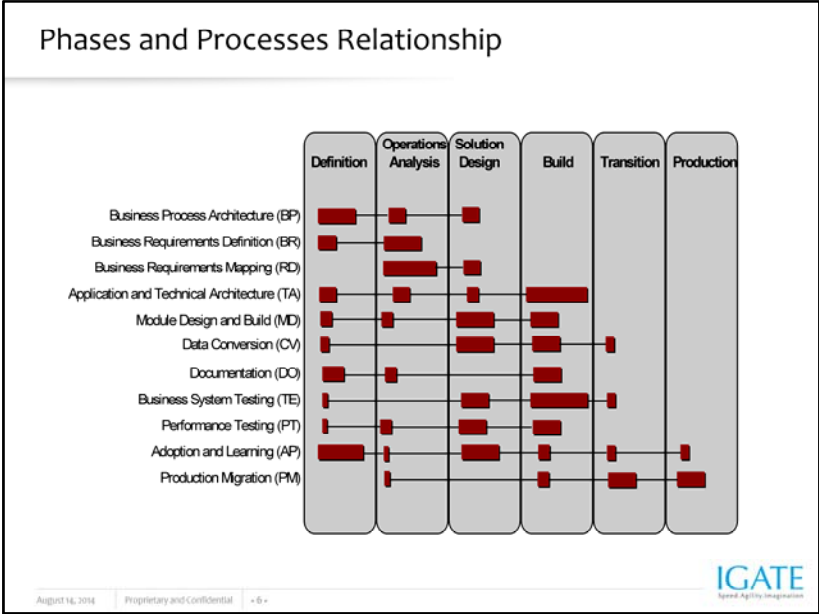 Phases and Processes Relationship
Definition
Operations
Analysis
Solution
Design
Build
Transition
Production
Business Process Architecture (BP)
Business Requirements Definition (BR)
Business Requirements Mapping (RD)
Application and Technical Architecture (TA)
Module Design and Build (MD)
Data Conversion (CV)
Documentation (DO)
Business System Testing (TE)
Performance Testing (PT)
Adoption and Learning (AP)
Production Migration (PM)
August 14, 2014 Proprietary and Confidential - 6 -
IGATE
Speed.Agility.Imagination